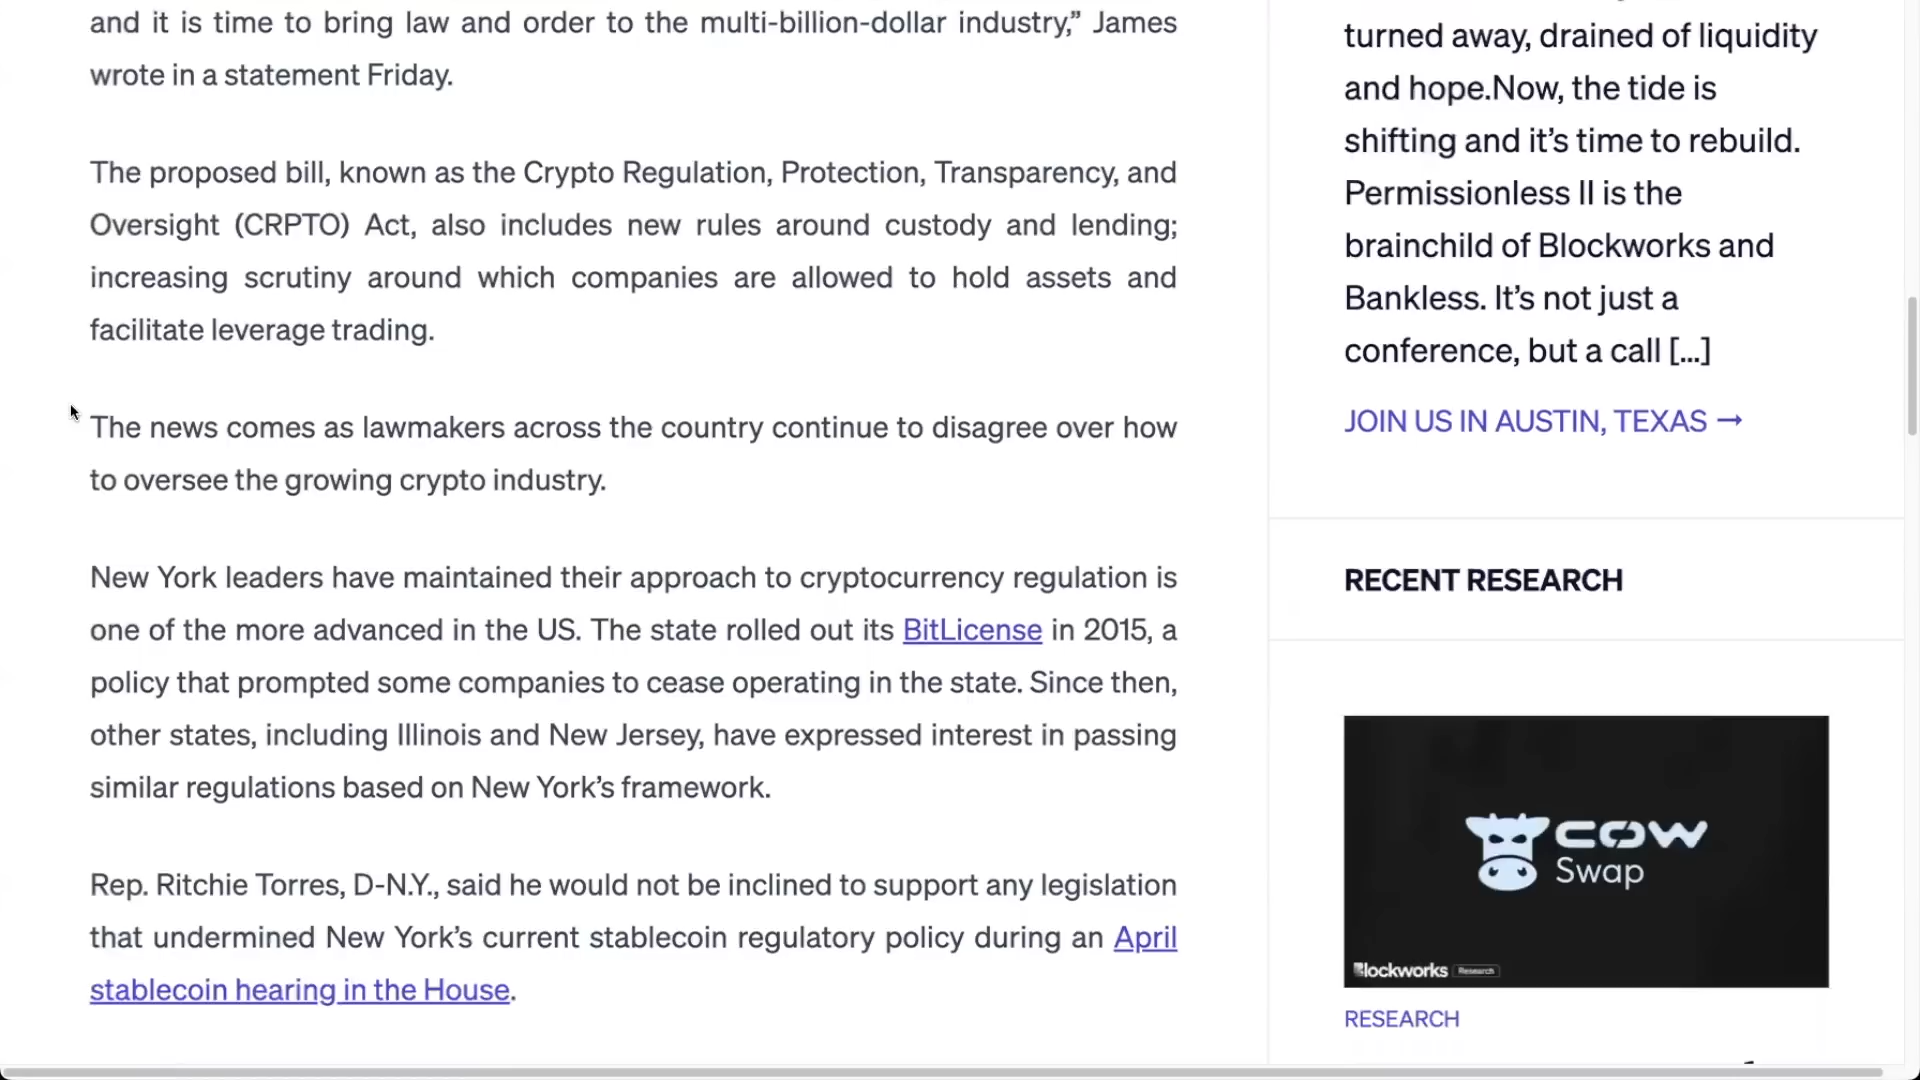 and it is time to bring law and order to the multi-billion-dollar industry,” James
wrote in a statement Friday.
The proposed bill, known as the Crypto Regulation, Protection, Transparency, and
Oversight (CRPTO) Act, also includes new rules around custody and lending;
increasing scrutiny around which companies are allowed to hold assets and
facilitate leverage trading.
The news comes as lawmakers across the country continue to disagree over how
to oversee the growing crypto industry.
New York leaders have maintained their approach to cryptocurrency regulation is
one of the more advanced in the US. The state rolled out its BitLicense in 2015, a
policy that prompted some companies to cease operating in the state. Since then,
other states, including Illinois and New Jersey, have expressed interest in passing
similar regulations based on New York’s framework.
Rep. Ritchie Torres, D-N.Y., said he would not be inclined to support any legislation
that undermined New York’s current stablecoin regulatory policy during an April
stablecoin hearing in the House.
turned away, drained of liquidity
and hope.Now, the tide is
shifting and it’s time to rebuild.
Permissionless II is the
brainchild of Blockworks and
Bankless. It’s not just a
conference, but a call [...]
JOIN US IN AUSTIN, TEXAS →
RECENT RESEARCH
COW
Swap
Blockworks Research
RESEARCH